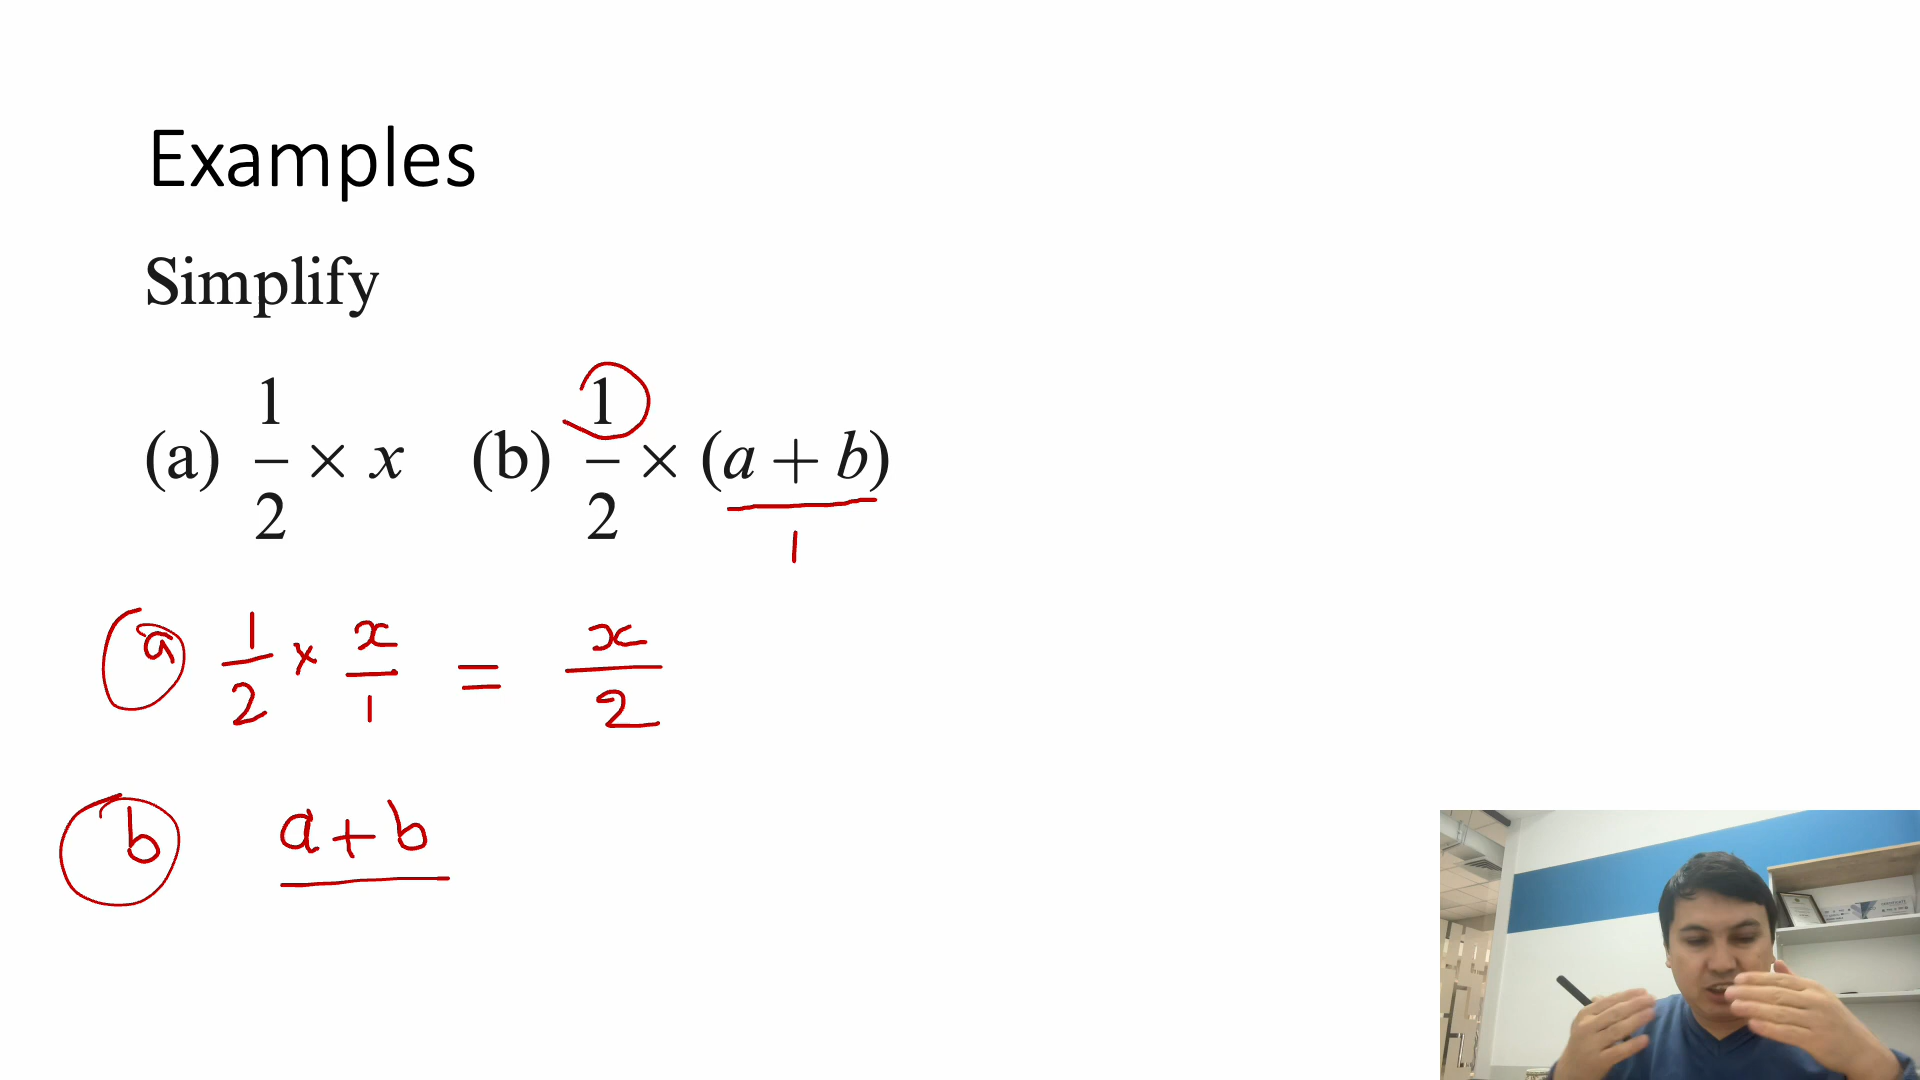 Examples
Simplify
(a) 1/2 × x (b) 1/2 × (a + b)
1
a 1/2 × x/1 = x/2
b a+b